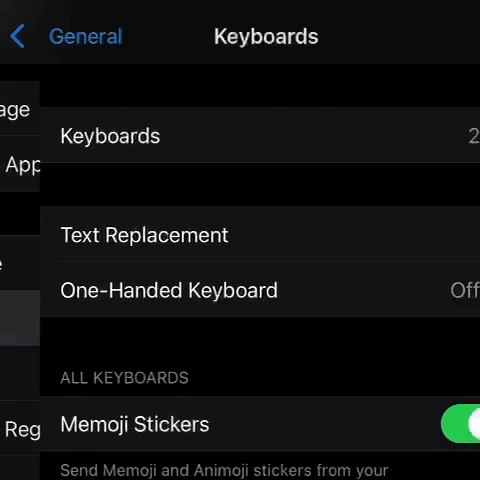 General Keyboards
age
Keyboards 2
App
Text Replacement
e
One-Handed Keyboard Off
ALL KEYBOARDS
Memoji Stickers
Reg
Send Memoji and Animoji stickers from your